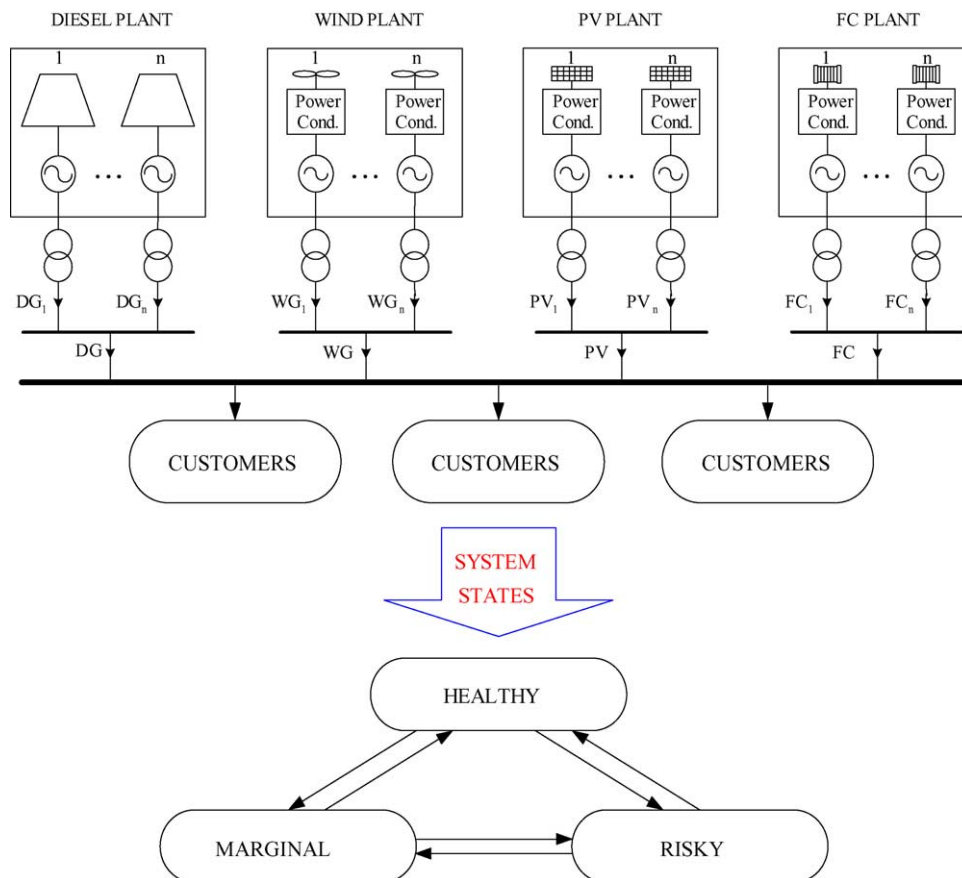 DIESEL PLANT WIND PLANT PV PLANT FC PLANT
1 n 1 n 1 n 1 n
Power Cond. Power Cond. Power Cond. Power Cond. Power Cond. Power Cond.
... ... ... ...
DG1 DGn WG1 WGn PV1 PVn FC1 FCn
DG WG PV FC
CUSTOMERS CUSTOMERS CUSTOMERS
SYSTEM
STATES
HEALTHY
MARGINAL RISKY